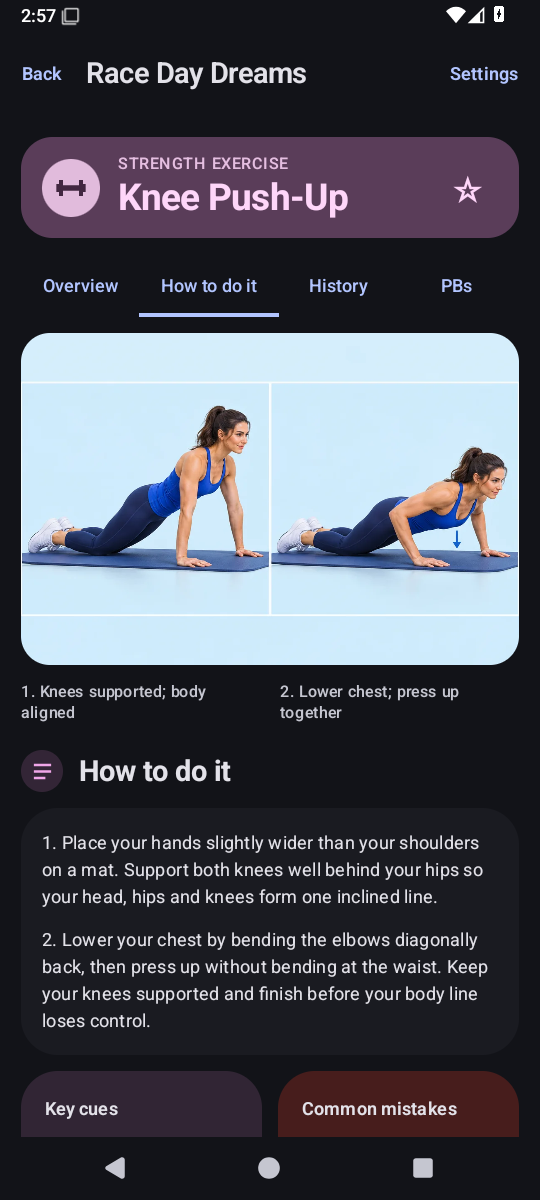 2:57
Back
Race Day Dreams
Settings
STRENGTH EXERCISE
Knee Push-Up
Overview
How to do it
History
PBs
1. Knees supported; body
aligned
2. Lower chest; press up
together
How to do it
1. Place your hands slightly wider than your shoulders
on a mat. Support both knees well behind your hips so
your head, hips and knees form one inclined line.
2. Lower your chest by bending the elbows diagonally
back, then press up without bending at the waist. Keep
your knees supported and finish before your body line
loses control.
Key cues
Common mistakes